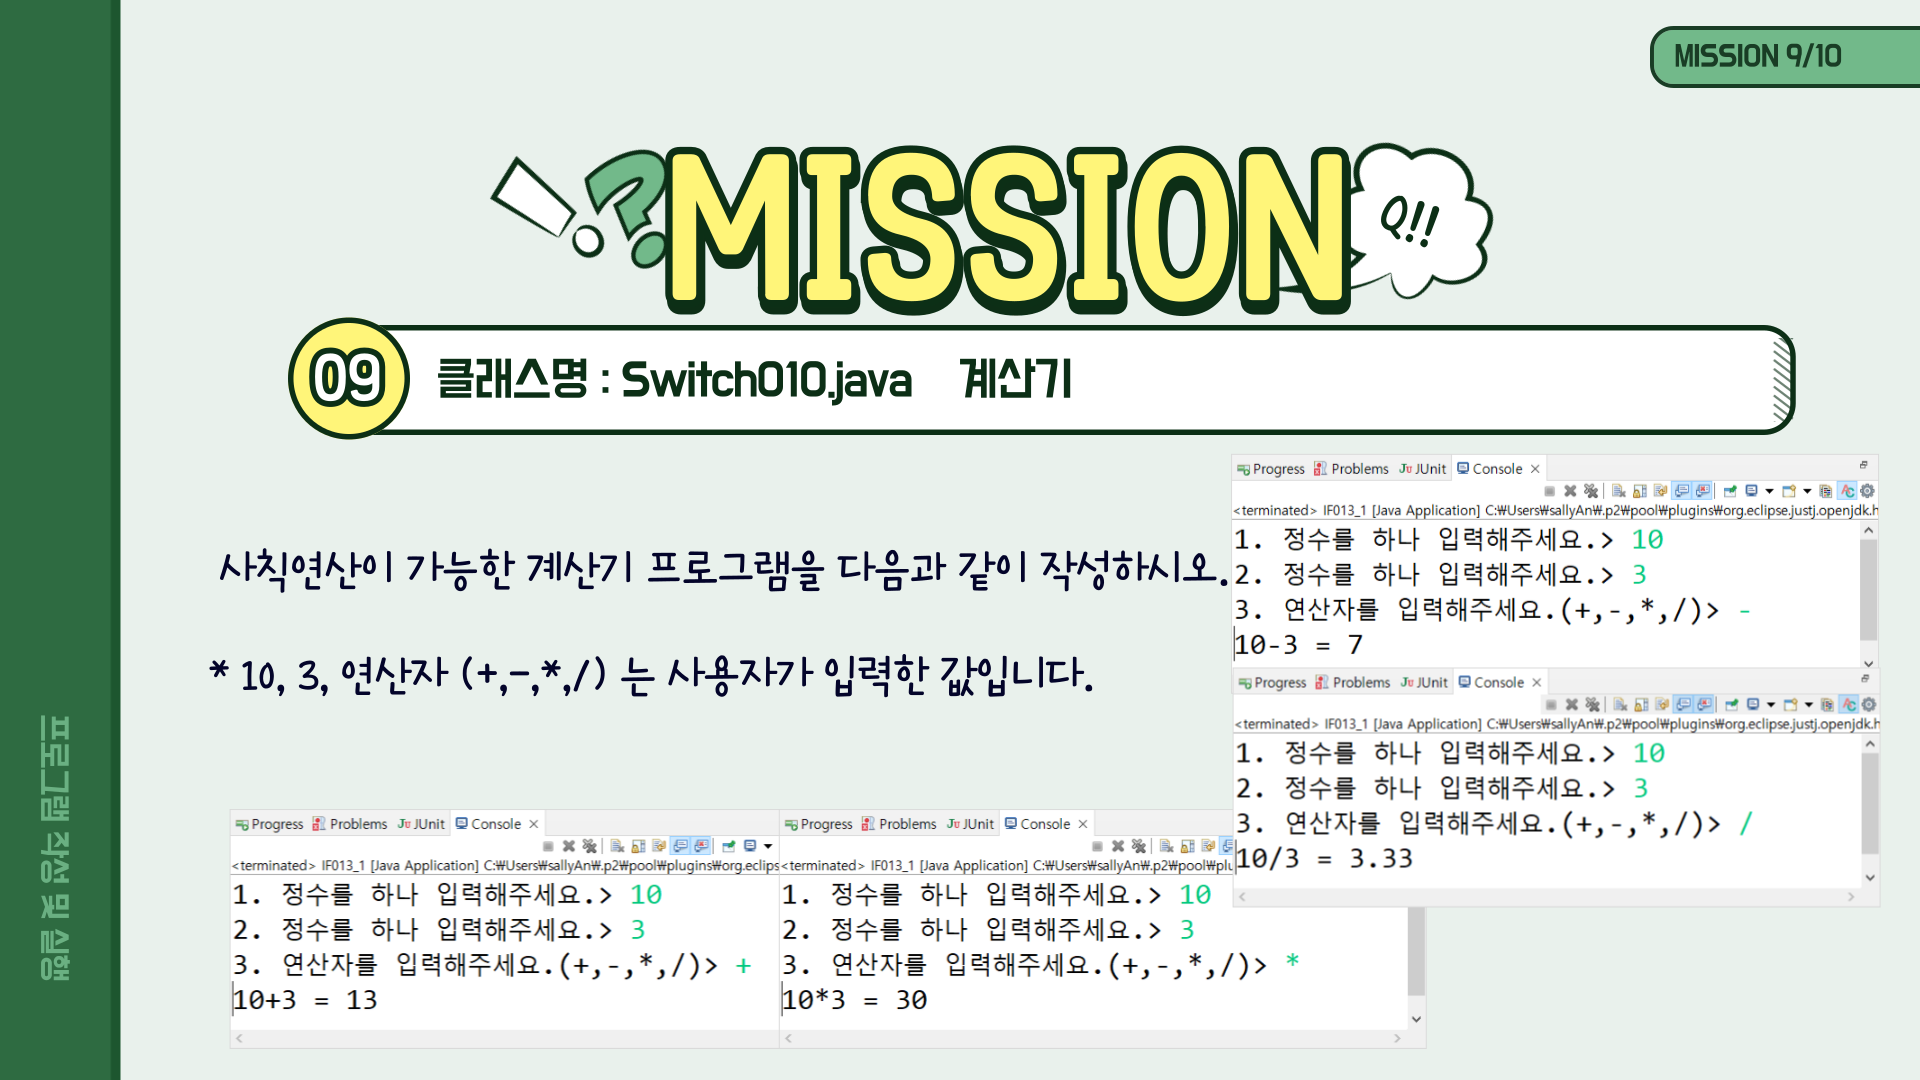 MISSION 9/10
MISSION
Q!!
09 클래스명 : Switch010.java 계산기
사칙연산이 가능한 계산기 프로그램을 다음과 같이 작성하시오.
* 10, 3, 연산자 (+,-,*,/) 는 사용자가 입력한 값입니다.
Progress Problems JUnit Console
<terminated> IF013_1 [Java Application] C:₩Users₩sallyAn₩.p2₩pool₩plugins₩org.eclipse.justj.openjdk.h
1. 정수를 하나 입력해주세요.> 10
2. 정수를 하나 입력해주세요.> 3
3. 연산자를 입력해주세요.(+,-,*,/)> -
10-3 = 7
Progress Problems JUnit Console
<terminated> IF013_1 [Java Application] C:₩Users₩sallyAn₩.p2₩pool₩plugins₩org.eclipse.justj.openjdk.h
1. 정수를 하나 입력해주세요.> 10
2. 정수를 하나 입력해주세요.> 3
3. 연산자를 입력해주세요.(+,-,*,/)> /
10/3 = 3.33
Progress Problems JUnit Console
<terminated> IF013_1 [Java Application] C:₩Users₩sallyAn₩.p2₩pool₩plugins₩org.eclips
1. 정수를 하나 입력해주세요.> 10
2. 정수를 하나 입력해주세요.> 3
3. 연산자를 입력해주세요.(+,-,*,/)> +
10+3 = 13
Progress Problems JUnit Console
<terminated> IF013_1 [Java Application] C:₩Users₩sallyAn₩.p2₩pool₩plu
1. 정수를 하나 입력해주세요.> 10
2. 정수를 하나 입력해주세요.> 3
3. 연산자를 입력해주세요.(+,-,*,/)> *
10*3 = 30
프로그램 작성 및 실행